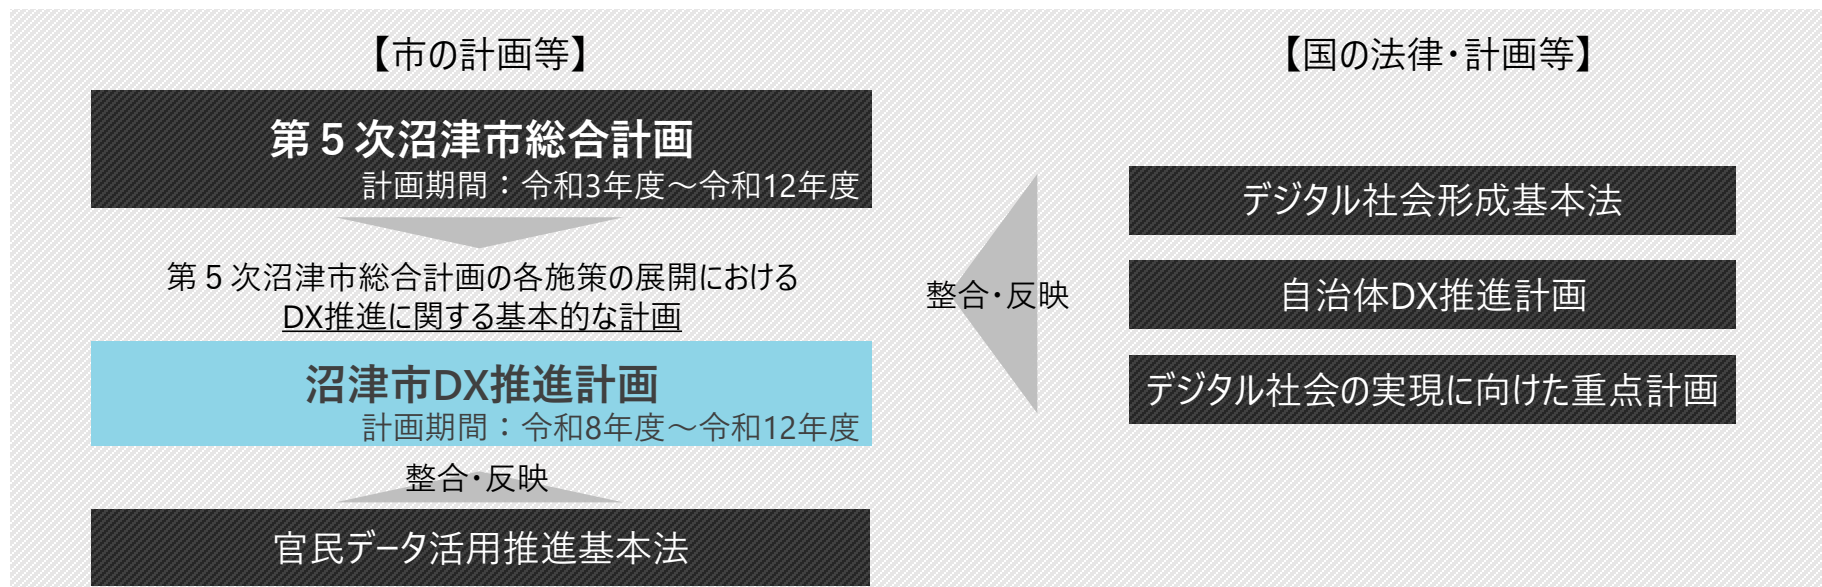 【市の計画等】
第５次沼津市総合計画
計画期間：令和3年度～令和12年度
第５次沼津市総合計画の各施策の展開における
DX推進に関する基本的な計画
沼津市DX推進計画
計画期間：令和8年度～令和12年度
整合・反映
官民データ活用推進基本法
整合・反映
【国の法律・計画等】
デジタル社会形成基本法
自治体DX推進計画
デジタル社会の実現に向けた重点計画